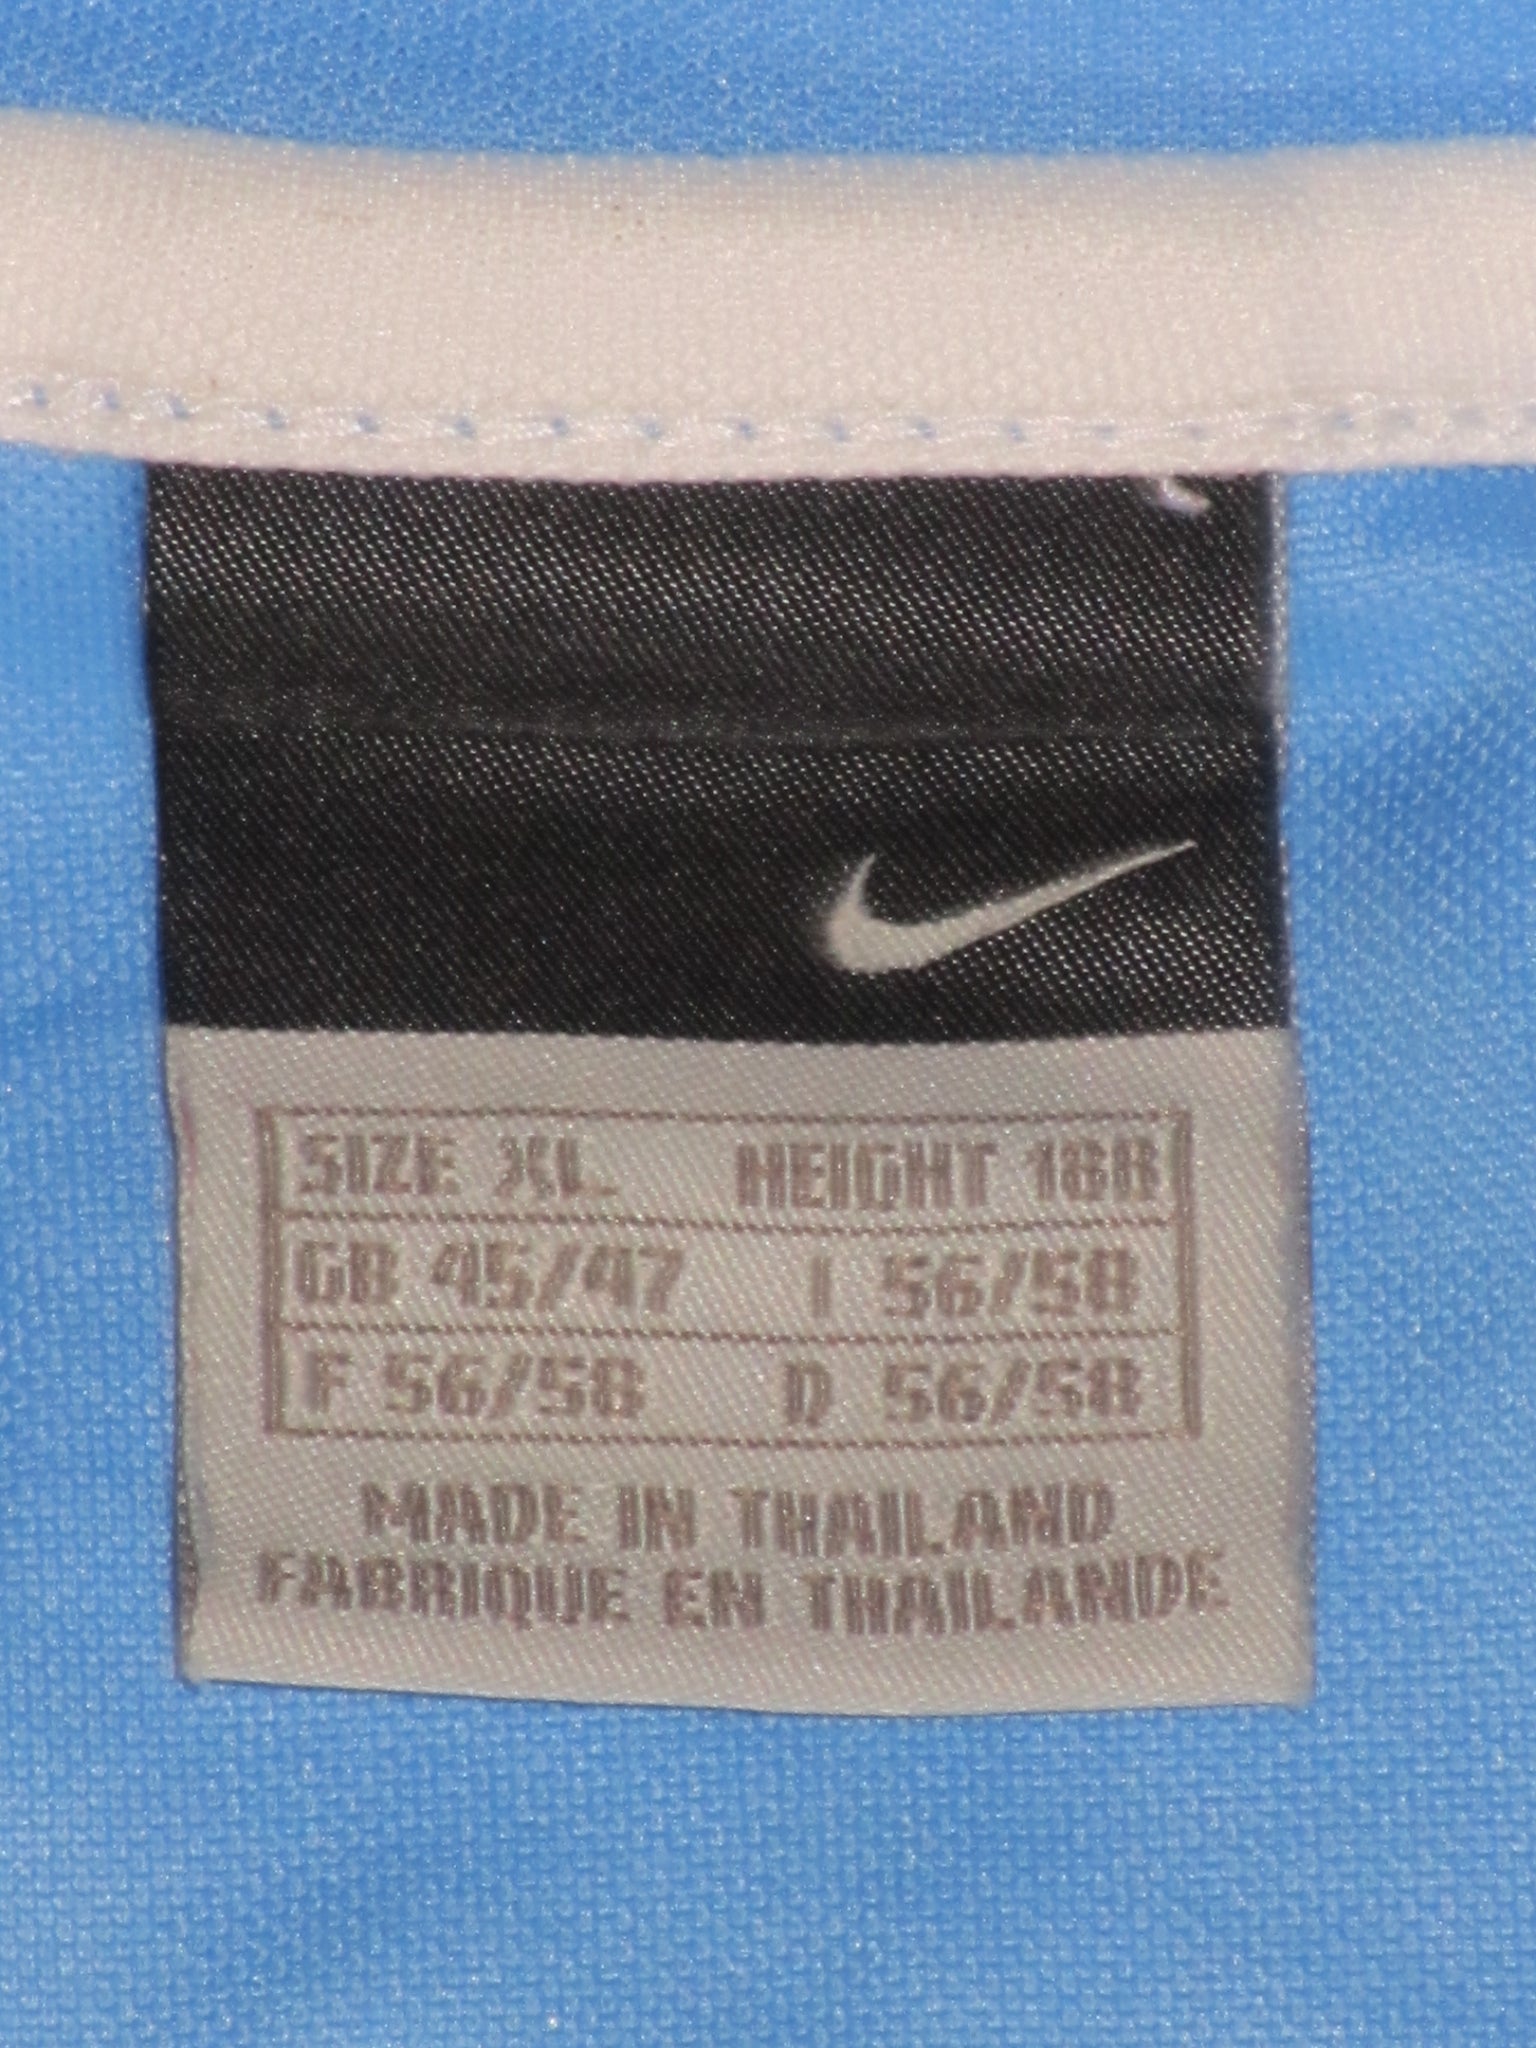 SIZE XL HEIGHT 188
GB 45/47 I 56/58
F 56/58 D 56/58
MADE IN THAILAND
FABRIQUE EN THAILANDE